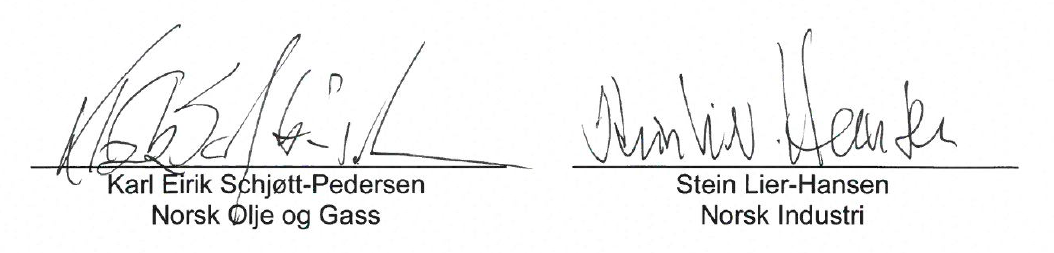 Karl Eirik Schjøtt-Pedersen
Norsk Olje og Gass
Stein Lier-Hansen
Norsk Industri